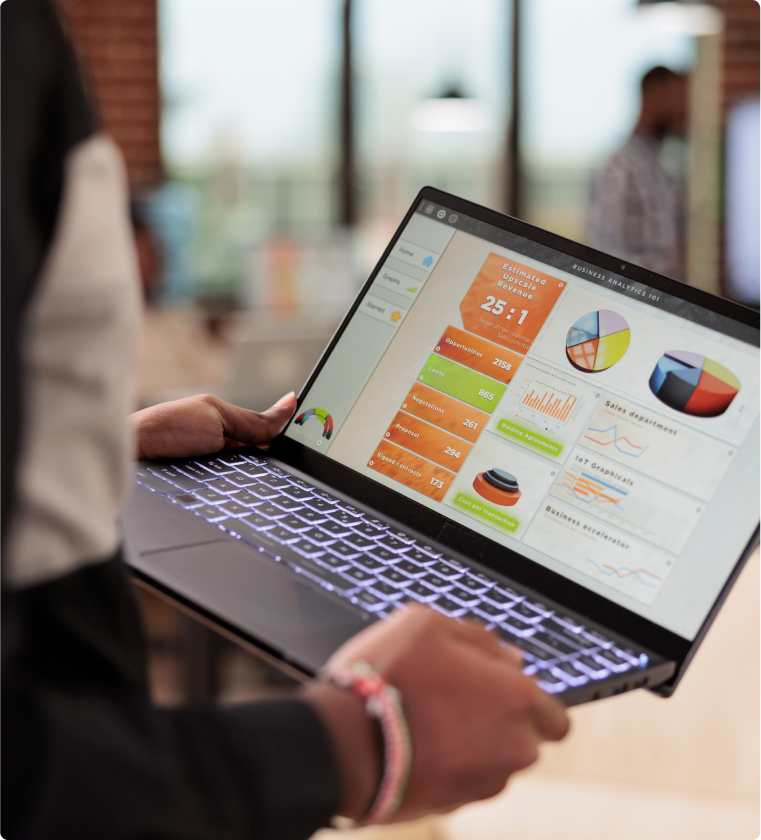 BUSINESS ANALYTICS 101
Home
Graphs
Starred
Estimated
Upscale
Revenue
25:1
Opportunities 2158
Leads 865
Negotiations 261
Proposal 294
Signed Contracts 173
Binding Agreements
Cost per transaction
Sales department
IoT Graphicals
Business accelerator